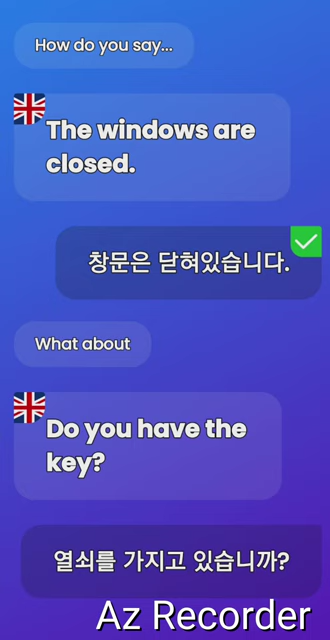 How do you say...
The windows are
closed.
창문은 닫혀있습니다.
What about
Do you have the
key?
열쇠를 가지고 있습니까?
Az Recorder